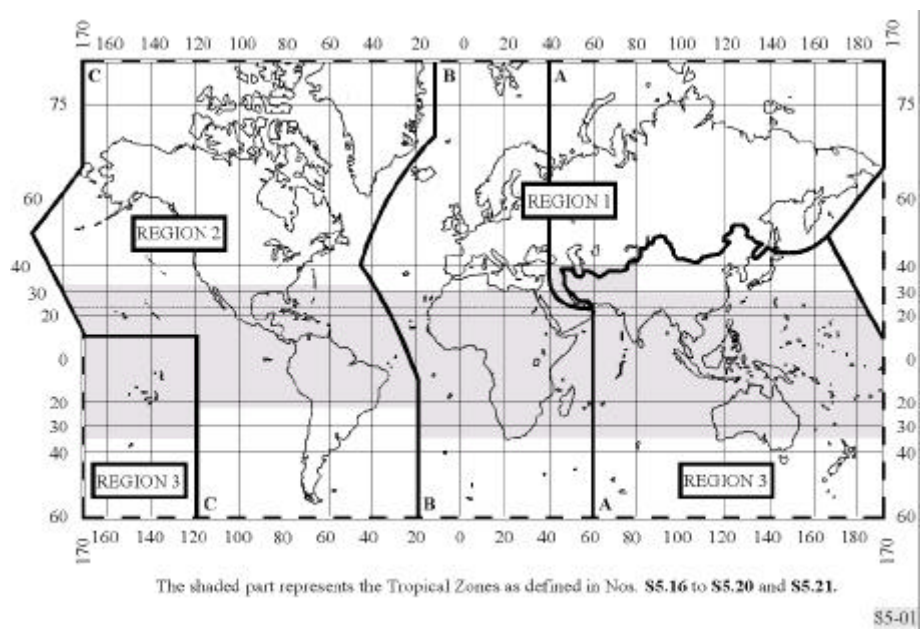 170 160 140 120 100 80 60 40 20 0 20 40 60 80 100 120 140 160 180 170
C B A
75 75
60 60
REGION 1
REGION 2
40 40
30 30
20 20
0 0
20 20
30 30
40 40
REGION 3 REGION 3
C B A
60 60
170 160 140 120 100 80 60 40 20 0 20 40 60 80 100 120 140 160 180 170
The shaded part represents the Tropical Zones as defined in Nos. S5.16 to S5.20 and S5.21.
S5-01